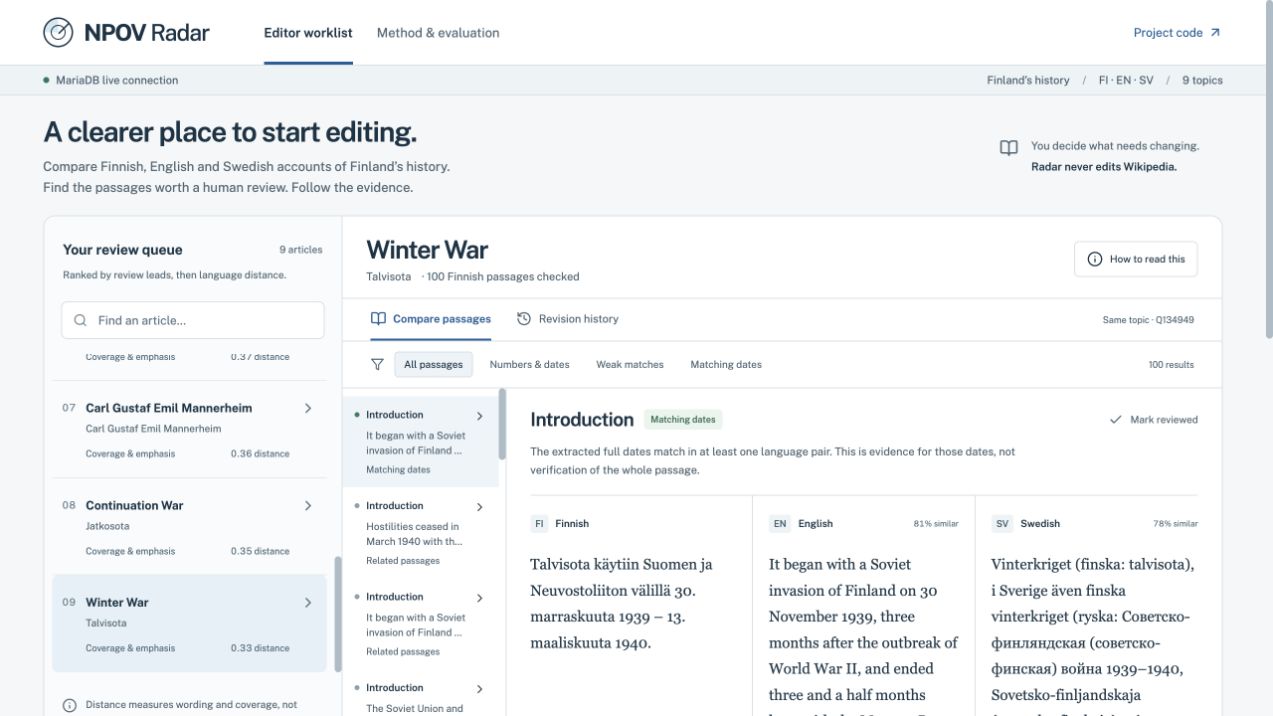 NPOV Radar
Editor worklist
Method & evaluation
Project code
MariaDB live connection
Finland's history / FI · EN · SV / 9 topics
A clearer place to start editing.
Compare Finnish, English and Swedish accounts of Finland's history.
Find the passages worth a human review. Follow the evidence.
You decide what needs changing.
Radar never edits Wikipedia.
Your review queue
9 articles
Ranked by review leads, then language distance.
Find an article...
Coverage & emphasis 0.37 distance
07 Carl Gustaf Emil Mannerheim
Carl Gustaf Emil Mannerheim
Coverage & emphasis 0.36 distance
08 Continuation War
Jatkosota
Coverage & emphasis 0.35 distance
09 Winter War
Talvisota
Coverage & emphasis 0.33 distance
Distance measures wording and coverage, not
Winter War
Talvisota · 100 Finnish passages checked
How to read this
Compare passages
Revision history
Same topic · Q134949
All passages
Numbers & dates
Weak matches
Matching dates
100 results
Introduction
It began with a Soviet
invasion of Finland ...
Matching dates
Introduction
Hostilities ceased in
March 1940 with th...
Related passages
Introduction
It began with a Soviet
invasion of Finland ...
Related passages
Introduction
The Soviet Union and
Introduction
Matching dates
Mark reviewed
The extracted full dates match in at least one language pair. This is evidence for those dates, not
verification of the whole passage.
FI Finnish
Talvisota käytiin Suomen ja
Neuvostoliiton välillä 30.
marraskuuta 1939 – 13.
maaliskuuta 1940.
EN English 81% similar
It began with a Soviet
invasion of Finland on 30
November 1939, three
months after the outbreak of
World War II, and ended
three and a half months
SV Swedish 78% similar
Vinterkriget (finska: talvisota),
i Sverige även finska
vinterkriget (ryska: Советско-
финляндская (советско-
финская) война 1939–1940,
Sovetsko-finljandskaja